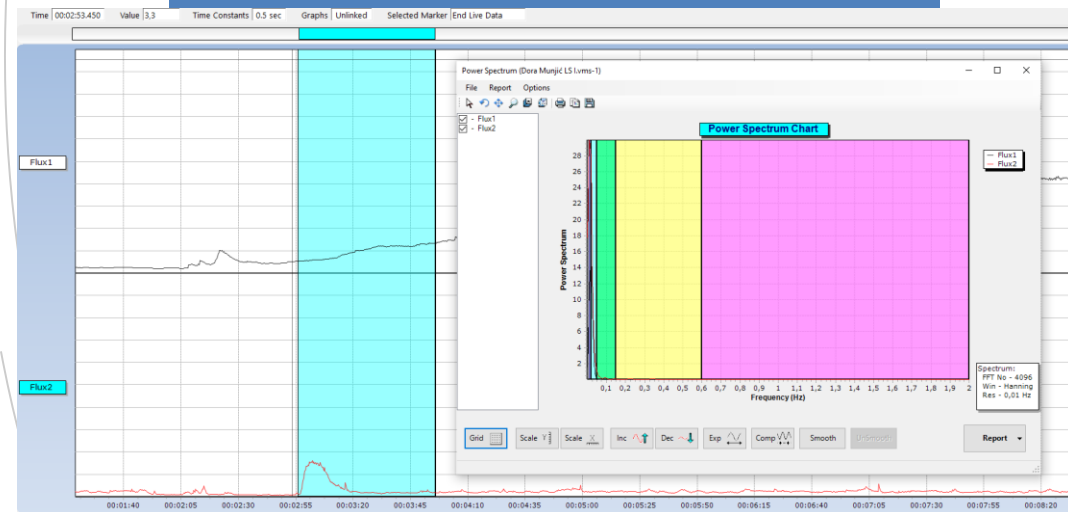 Time 00:02:53.450 Value 3,3 Time Constants 0.5 sec Graphs Unlinked Selected Marker End Live Data
Flux1
Flux2
00:01:40 00:02:05 00:02:30 00:02:55 00:03:20 00:03:45 00:04:10 00:04:35 00:05:00 00:05:25 00:05:50 00:06:15 00:06:40 00:07:05 00:07:30 00:07:55 00:08:20
Power Spectrum (Dora Munjić LS I.vms-1)
File Report Options
- Flux1
- Flux2
Power Spectrum Chart
Flux1
Flux2
Power Spectrum
28
26
24
22
20
18
16
14
12
10
8
6
4
2
0,1 0,2 0,3 0,4 0,5 0,6 0,7 0,8 0,9 1 1,1 1,2 1,3 1,4 1,5 1,6 1,7 1,8 1,9 2
Frequency (Hz)
Spectrum:
FFT No - 4096
Win - Hanning
Res - 0,01 Hz
Grid Scale Y Scale X Inc Dec Exp Comp Smooth UnSmooth Report